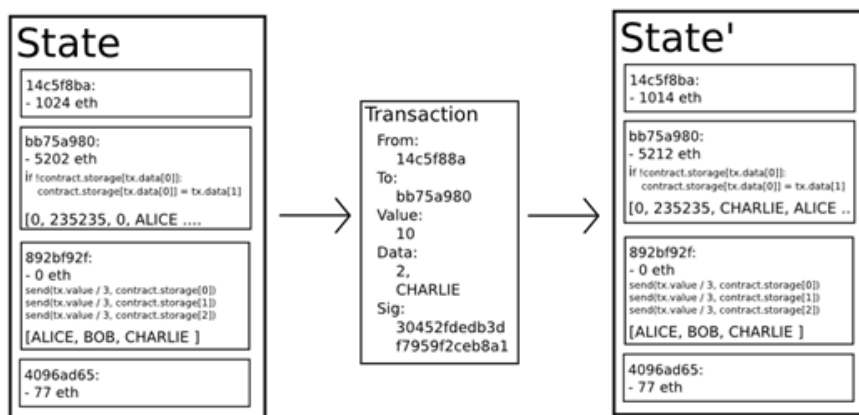 State
14c5f8ba:
- 1024 eth
bb75a980:
- 5202 eth
if !contract.storage[tx.data[0]]:
contract.storage[tx.data[0]] = tx.data[1]
[0, 235235, 0, ALICE ....
892bf92f:
- 0 eth
send(tx.value / 3, contract.storage[0])
send(tx.value / 3, contract.storage[1])
send(tx.value / 3, contract.storage[2])
[ALICE, BOB, CHARLIE ]
4096ad65:
- 77 eth
Transaction
From:
14c5f88a
To:
bb75a980
Value:
10
Data:
2,
CHARLIE
Sig:
30452fdedb3d
f7959f2ceb8a1
State'
14c5f8ba:
- 1014 eth
bb75a980:
- 5212 eth
if !contract.storage[tx.data[0]]:
contract.storage[tx.data[0]] = tx.data[1]
[0, 235235, CHARLIE, ALICE ..
892bf92f:
- 0 eth
send(tx.value / 3, contract.storage[0])
send(tx.value / 3, contract.storage[1])
send(tx.value / 3, contract.storage[2])
[ALICE, BOB, CHARLIE ]
4096ad65:
- 77 eth